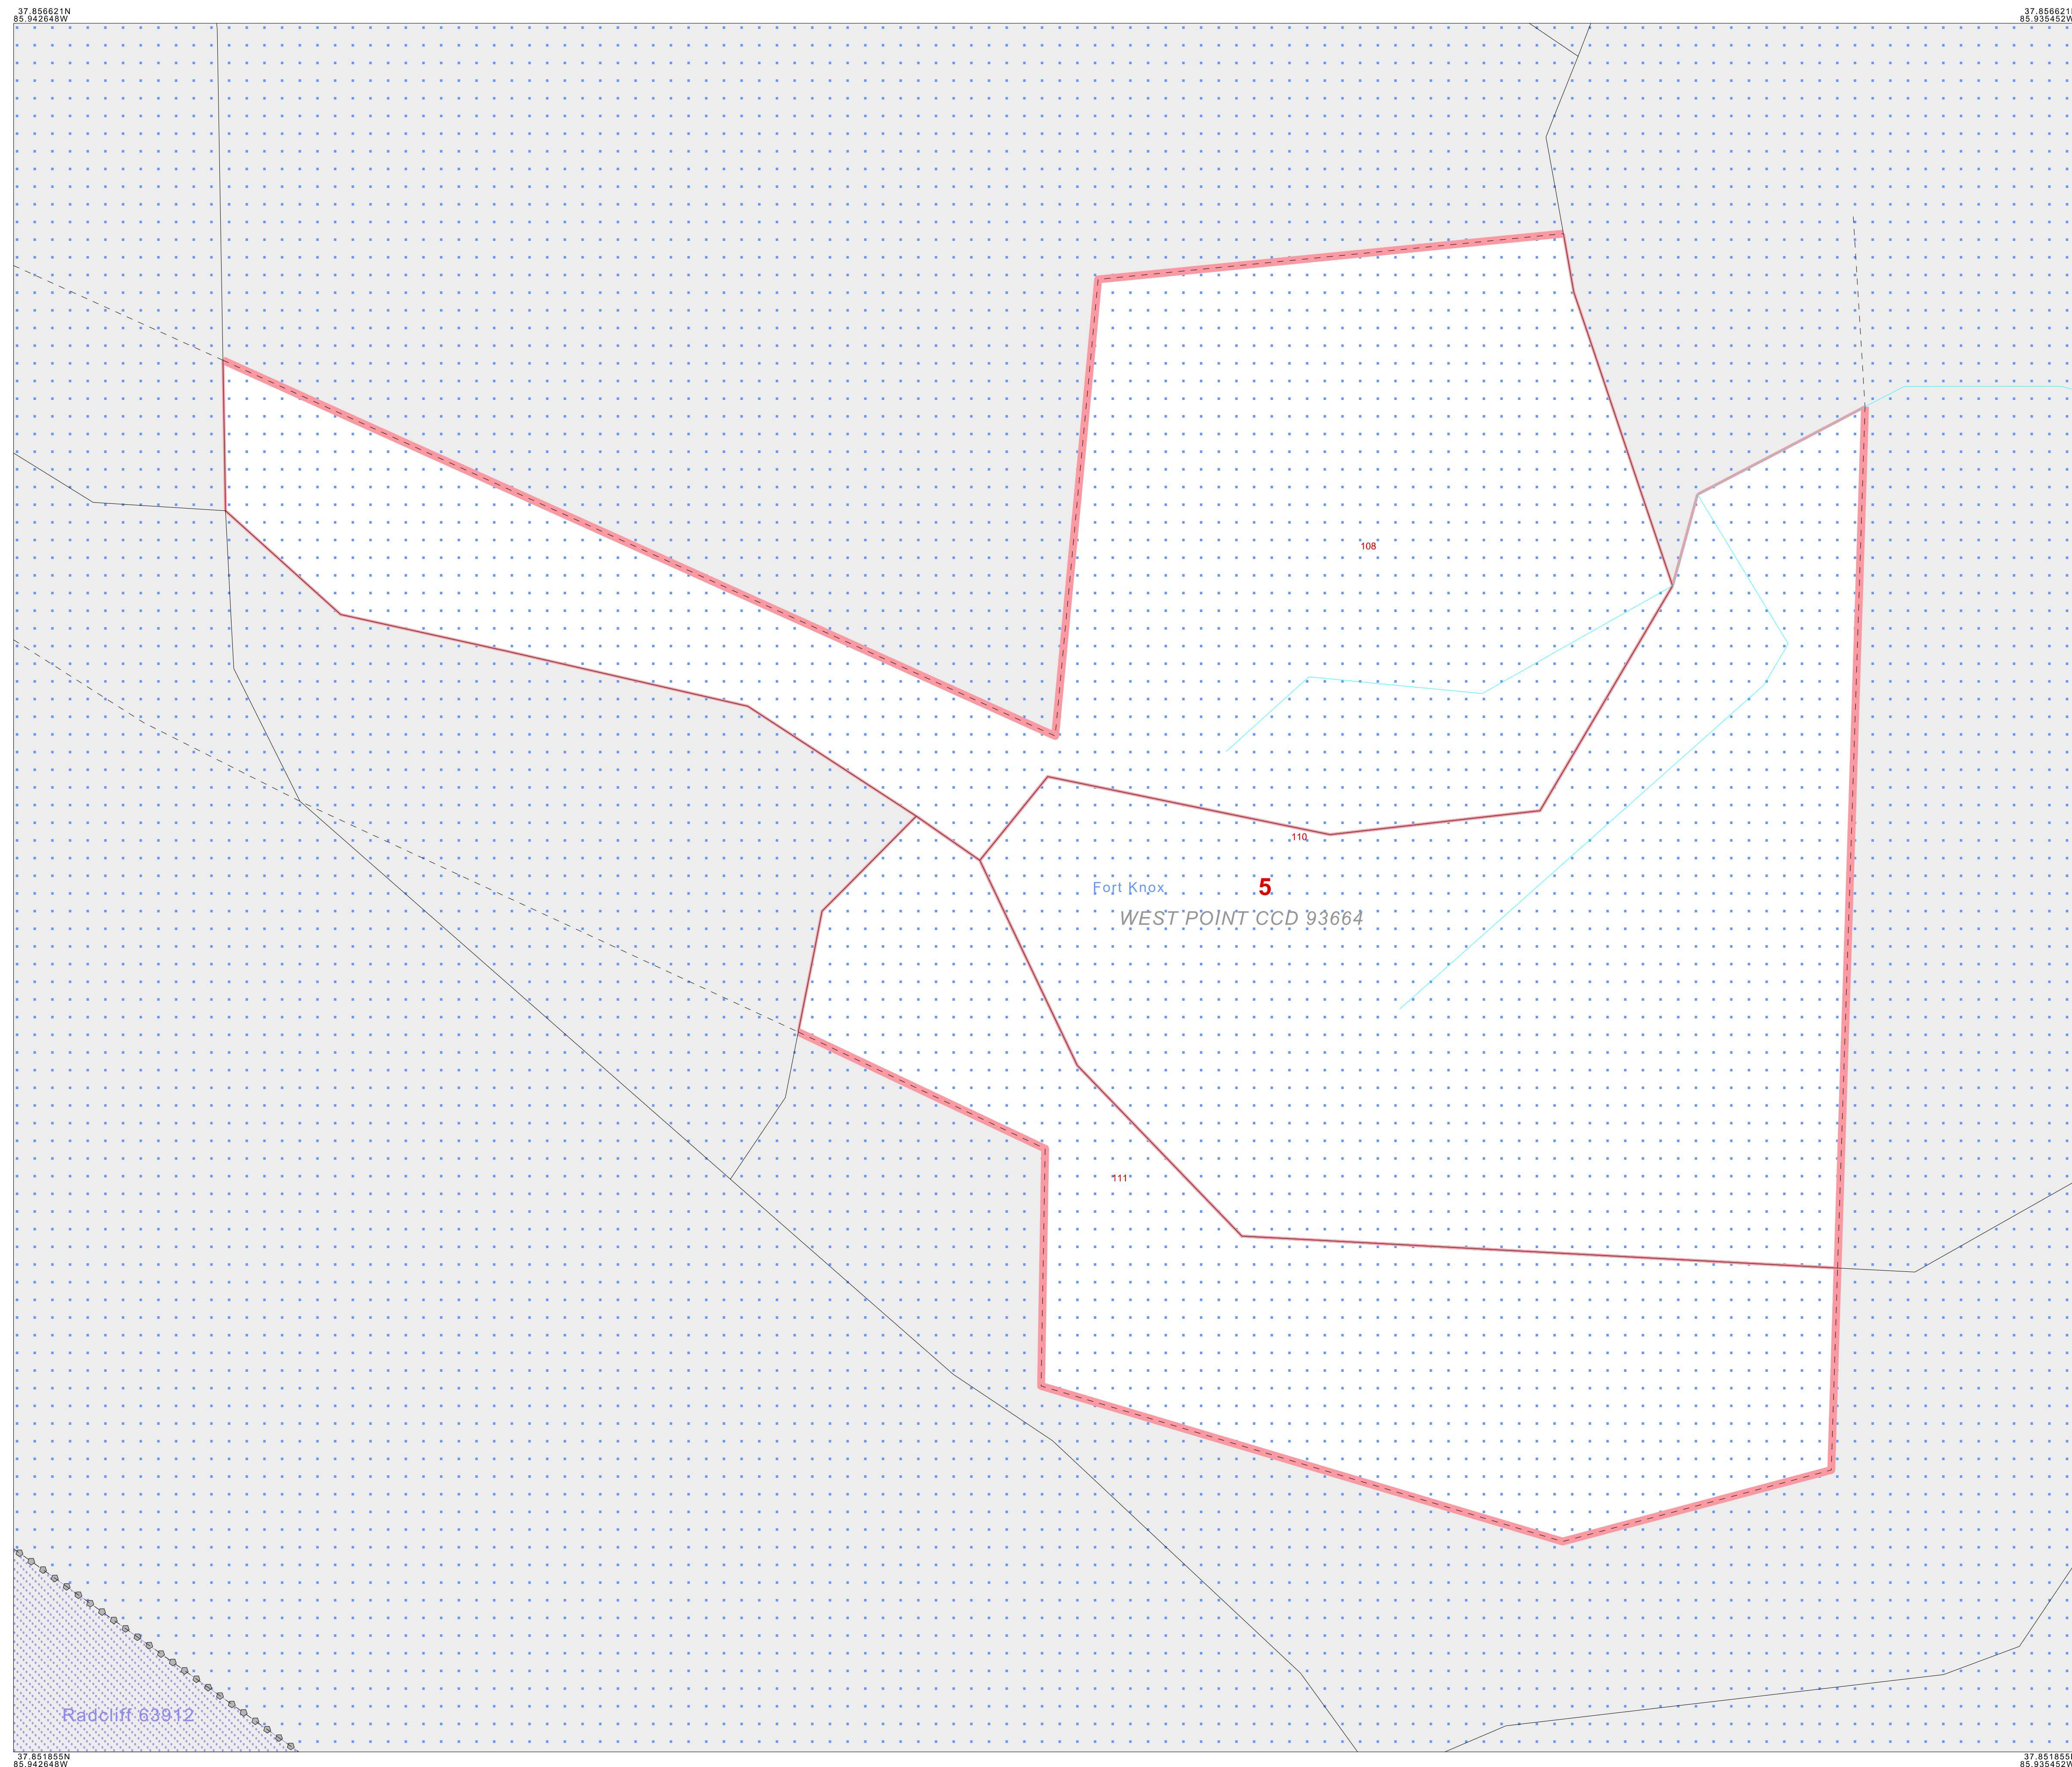 37.856621N
85.942648W
37.856621N
85.935452W
108
110
Fort Knox
5
WEST POINT CCD 93664
111
Radcliff 63912
37.851855N
85.942648W
37.851855N
85.935452W